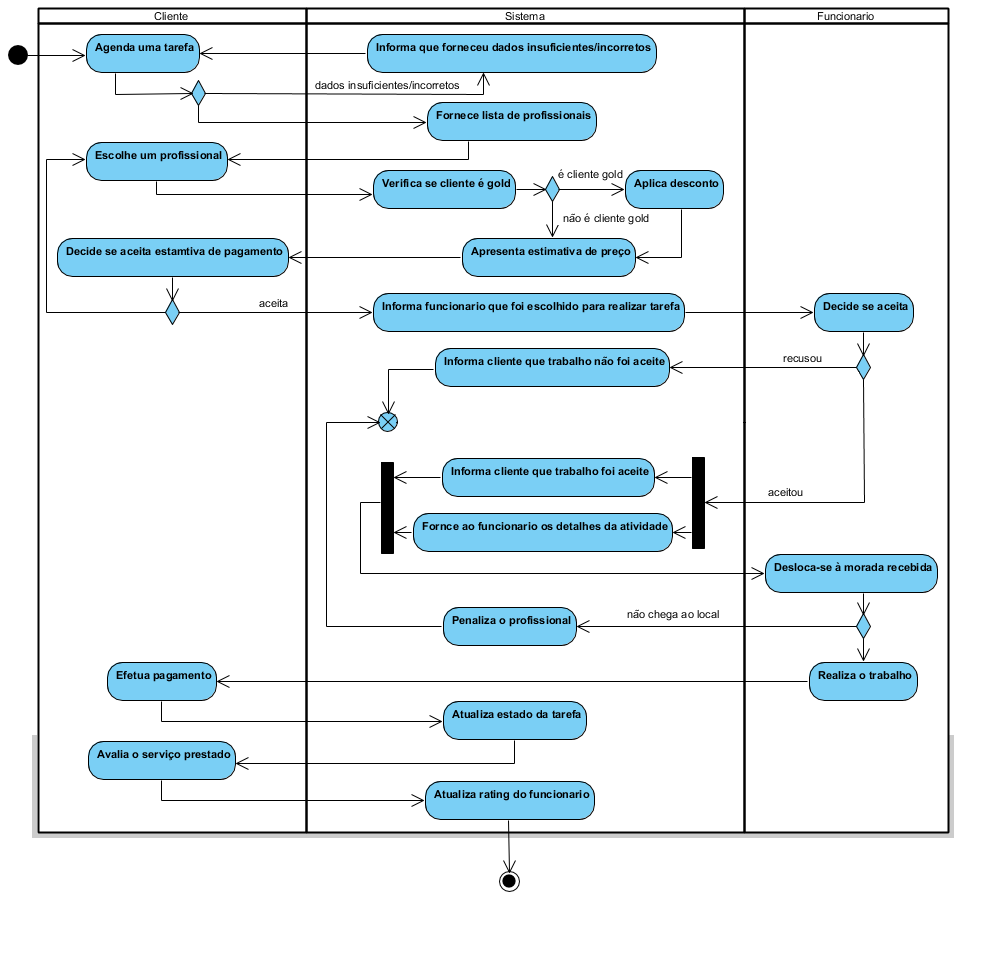 Cliente
Sistema
Funcionario
Agenda uma tarefa
Informa que forneceu dados insuficientes/incorretos
dados insuficientes/incorretos
Fornece lista de profissionais
Escolhe um profissional
Verifica se cliente é gold
é cliente gold
Aplica desconto
não é cliente gold
Decide se aceita estamtiva de pagamento
Apresenta estimativa de preço
aceita
Informa funcionario que foi escolhido para realizar tarefa
Decide se aceita
Informa cliente que trabalho não foi aceite
recusou
Informa cliente que trabalho foi aceite
aceitou
Fornce ao funcionario os detalhes da atividade
Desloca-se à morada recebida
Penaliza o profissional
não chega ao local
Efetua pagamento
Realiza o trabalho
Atualiza estado da tarefa
Avalia o serviço prestado
Atualiza rating do funcionario